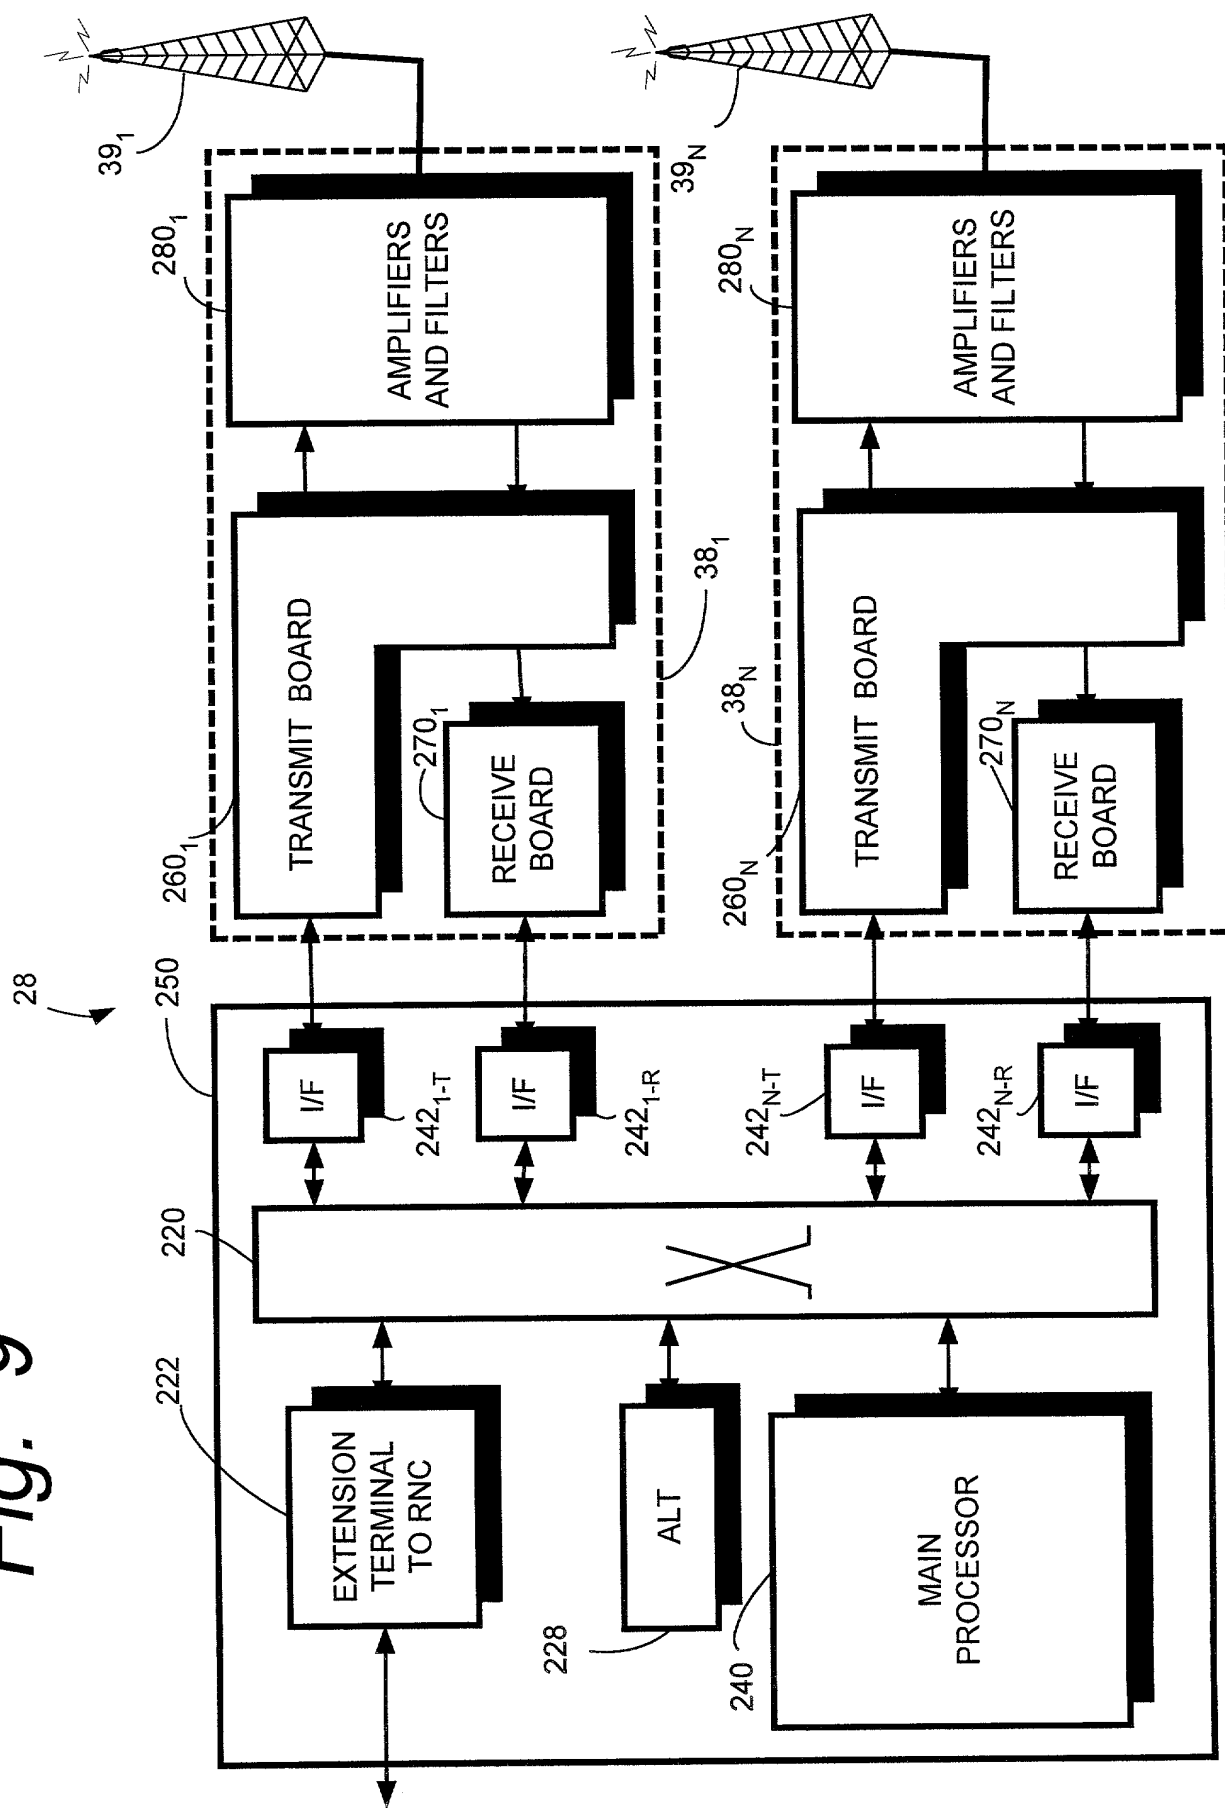 Fig. 9
28
250
220
222
EXTENSION
TERMINAL
TO RNC
228
ALT
240
MAIN
PROCESSOR
I/F
242₁₋T
I/F
242₁₋R
I/F
242N-T
I/F
242N-R
260₁
TRANSMIT BOARD
270₁
RECEIVE
BOARD
280₁
AMPLIFIERS
AND FILTERS
38₁
39₁
260N
TRANSMIT BOARD
270N
RECEIVE
BOARD
280N
AMPLIFIERS
AND FILTERS
38N
39N